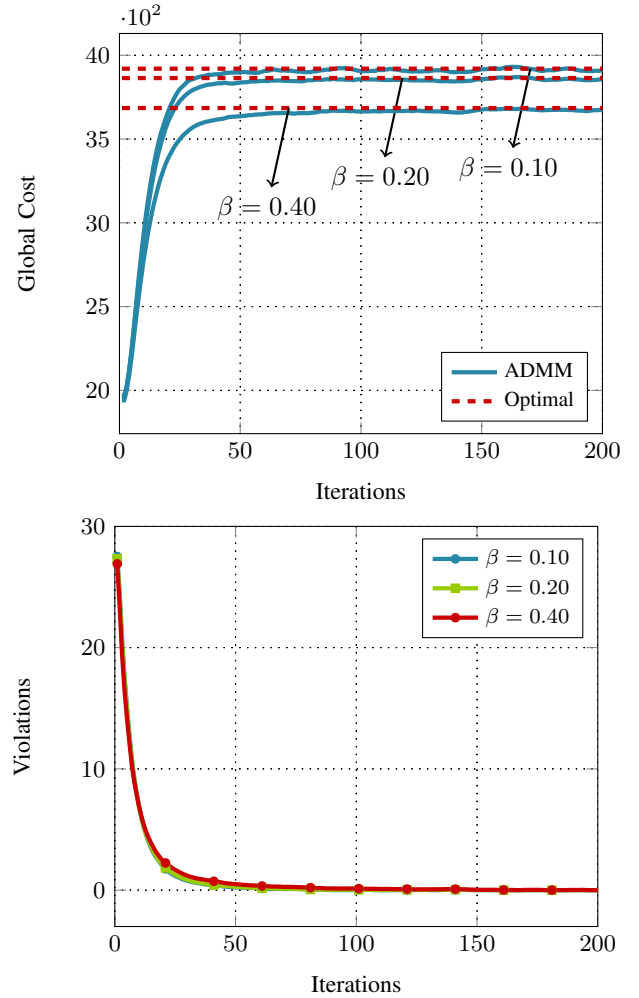 ·10²
40
35
30
25
20
0
50
100
150
200
Global Cost
Iterations
β = 0.10
β = 0.20
β = 0.40
ADMM
Optimal
30
20
10
0
0
50
100
150
200
Violations
Iterations
β = 0.10
β = 0.20
β = 0.40